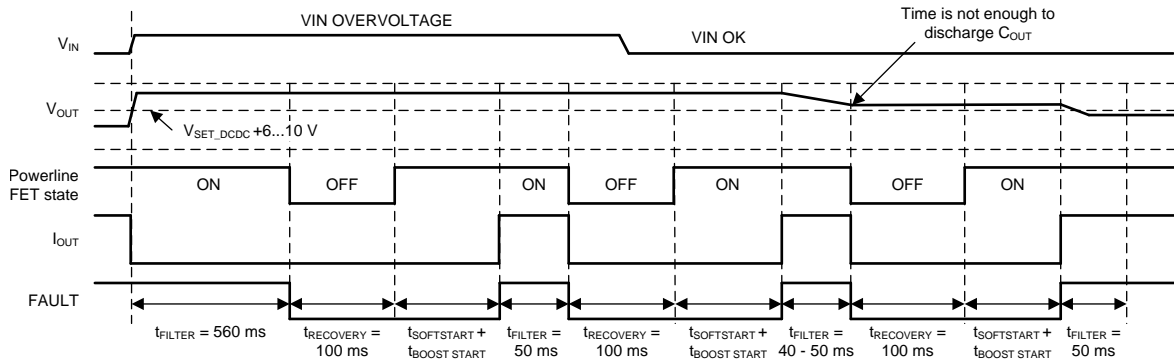 VIN OVERVOLTAGE
VIN OK
Time is not enough to
discharge COUT
VIN
VOUT
VSET_DCDC +6...10 V
Powerline
FET state
ON
OFF
ON
ON
OFF
ON
OFF
ON
IOUT
FAULT
tFILTER = 560 ms
tRECOVERY =
100 ms
tSOFTSTART +
tBOOST START
tFILTER =
50 ms
tRECOVERY =
100 ms
tSOFTSTART +
tBOOST START
tFILTER =
40 - 50 ms
tRECOVERY =
100 ms
tSOFTSTART +
tBOOST START
tFILTER =
50 ms